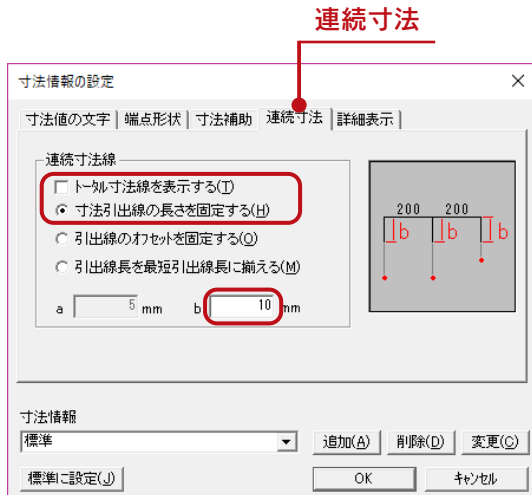 連続寸法
寸法情報の設定
寸法値の文字 端点形状 寸法補助 連続寸法 詳細表示
連続寸法線
トータル寸法線を表示する(T)
寸法引出線の長さを固定する(H)
引出線のオフセットを固定する(O)
引出線長を最短引出線長に揃える(M)
a 5 mm b 10 mm
200 200
b b b
寸法情報
標準 追加(A) 削除(D) 変更(C)
標準に設定(J) OK キャンセル